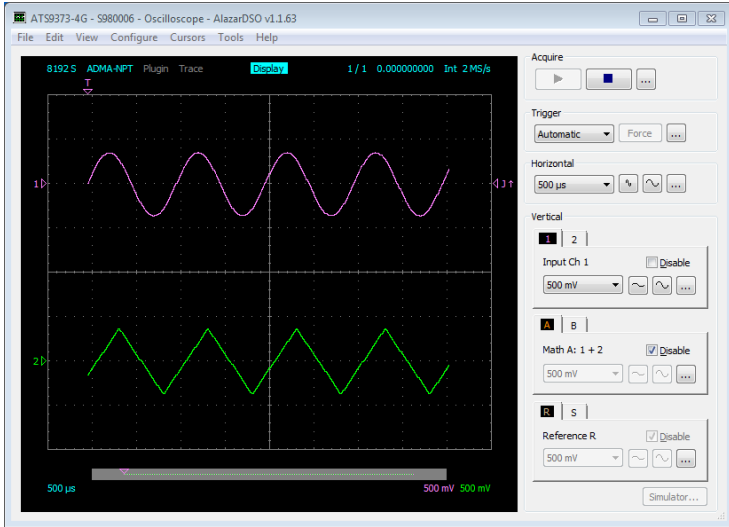 ATS9373-4G - S980006 - Oscilloscope - AlazarDSO v1.1.63
File Edit View Configure Cursors Tools Help
8192 S ADMA-NPT Plugin Trace Display 1 / 1 0.000000000 Int 2 MS/s
T
1
J↑
2
500 µs 500 mV 500 mV
Acquire
...
Trigger
Automatic Force ...
Horizontal
500 µs ...
Vertical
1 2
Input Ch 1 Disable
500 mV ...
A B
Math A: 1 + 2 Disable
500 mV ...
R S
Reference R Disable
500 mV ...
Simulator...